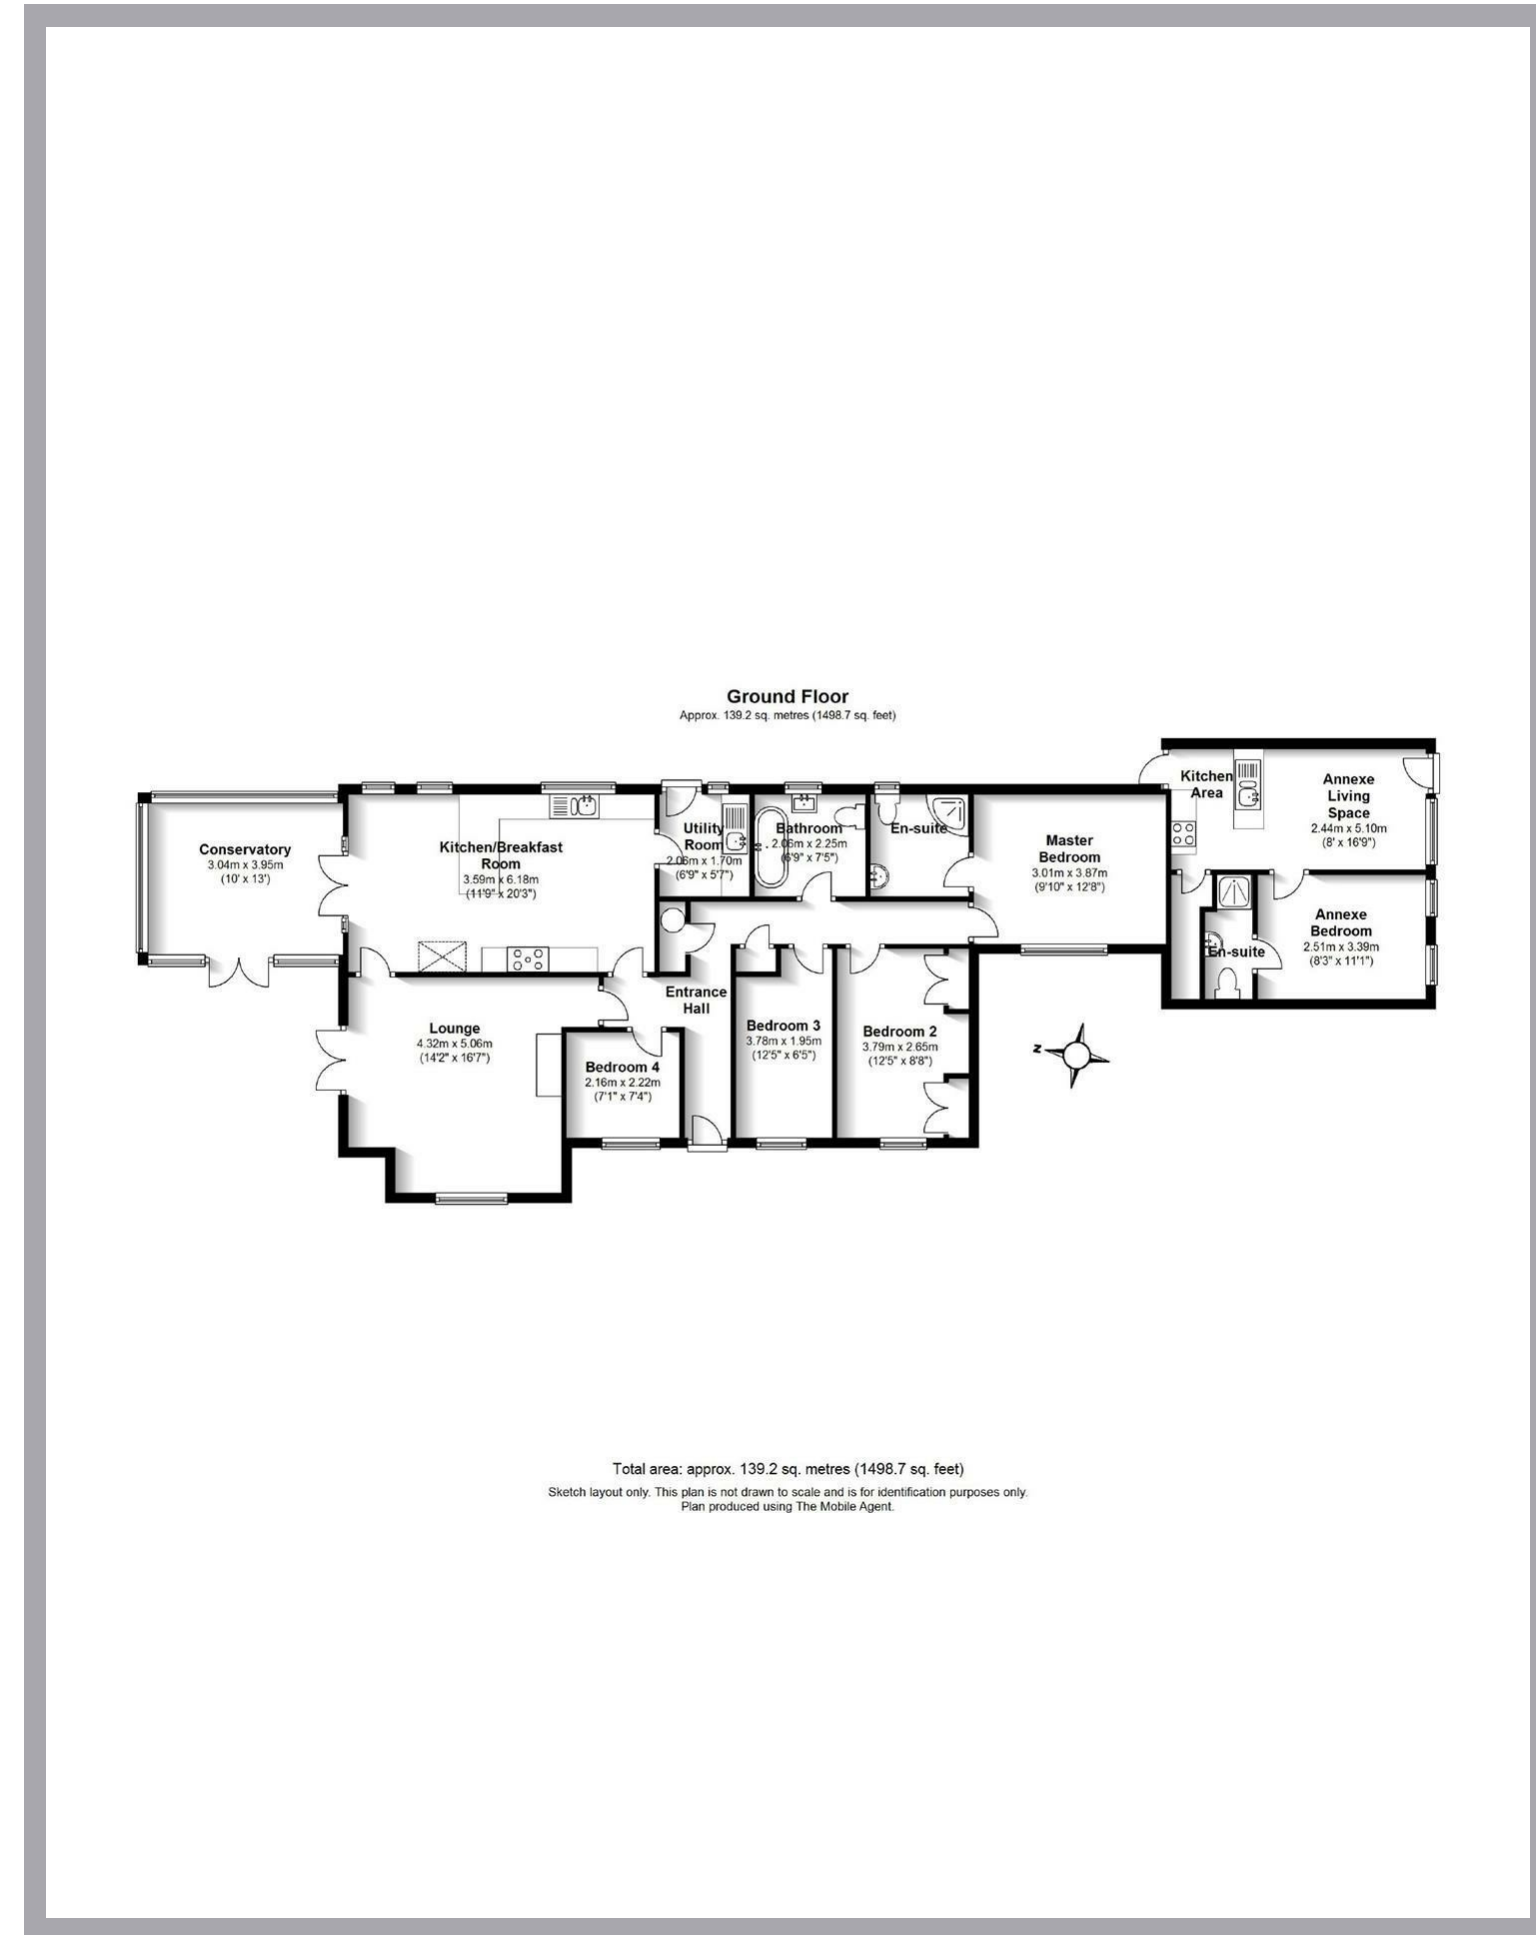 Ground Floor
Approx. 139.2 sq. metres (1498.7 sq. feet)
Conservatory
3.04m x 3.95m
(10' x 13')
Kitchen/Breakfast
Room
3.59m x 6.18m
(11'9" x 20'3")
Utility
Room
2.06m x 1.70m
(6'9" x 5'7")
Bathroom
2.06m x 2.25m
(6'9" x 7'5")
En-suite
Master
Bedroom
3.01m x 3.87m
(9'10" x 12'8")
Kitchen
Area
Annexe
Living
Space
2.44m x 5.10m
(8' x 16'9")
Annexe
Bedroom
2.51m x 3.39m
(8'3" x 11'1")
En-suite
Entrance
Hall
Lounge
4.32m x 5.06m
(14'2" x 16'7")
Bedroom 4
2.16m x 2.22m
(7'1" x 7'4")
Bedroom 3
3.78m x 1.95m
(12'5" x 6'5")
Bedroom 2
3.79m x 2.65m
(12'5" x 8'8")
N
Total area: approx. 139.2 sq. metres (1498.7 sq. feet)
Sketch layout only. This plan is not drawn to scale and is for identification purposes only.
Plan produced using The Mobile Agent.